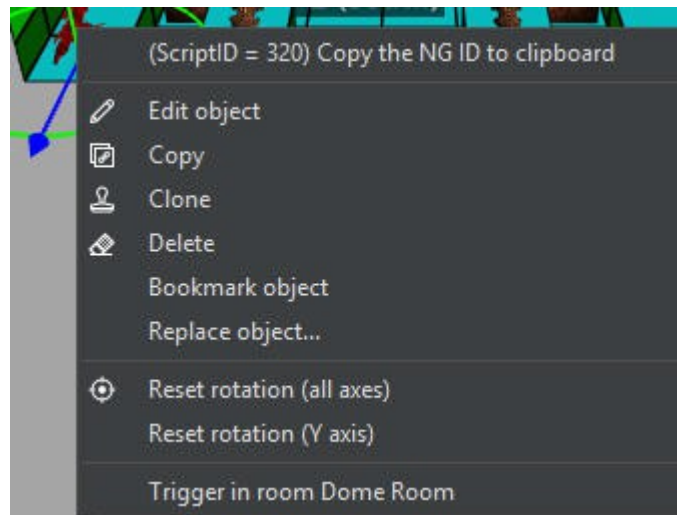 (ScriptID = 320) Copy the NG ID to clipboard
Edit object
Copy
Clone
Delete
Bookmark object
Replace object...
Reset rotation (all axes)
Reset rotation (Y axis)
Trigger in room Dome Room